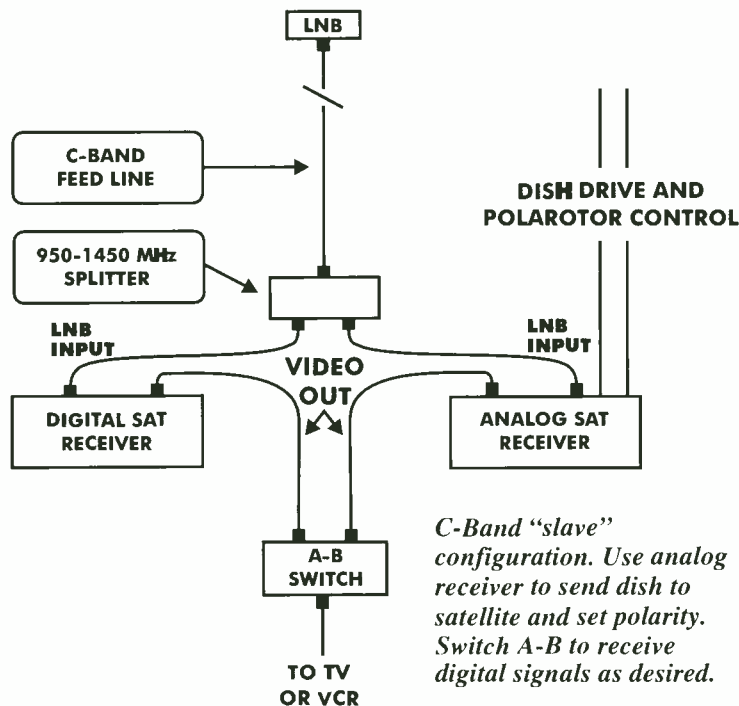 LNB
C-BAND
FEED LINE
DISH DRIVE AND
POLAROTOR CONTROL
950-1450 MHz
SPLITTER
LNB
INPUT
LNB
INPUT
VIDEO
OUT
DIGITAL SAT
RECEIVER
ANALOG SAT
RECEIVER
A-B
SWITCH
TO TV
OR VCR
C-Band “slave”
configuration. Use analog
receiver to send dish to
satellite and set polarity.
Switch A-B to receive
digital signals as desired.